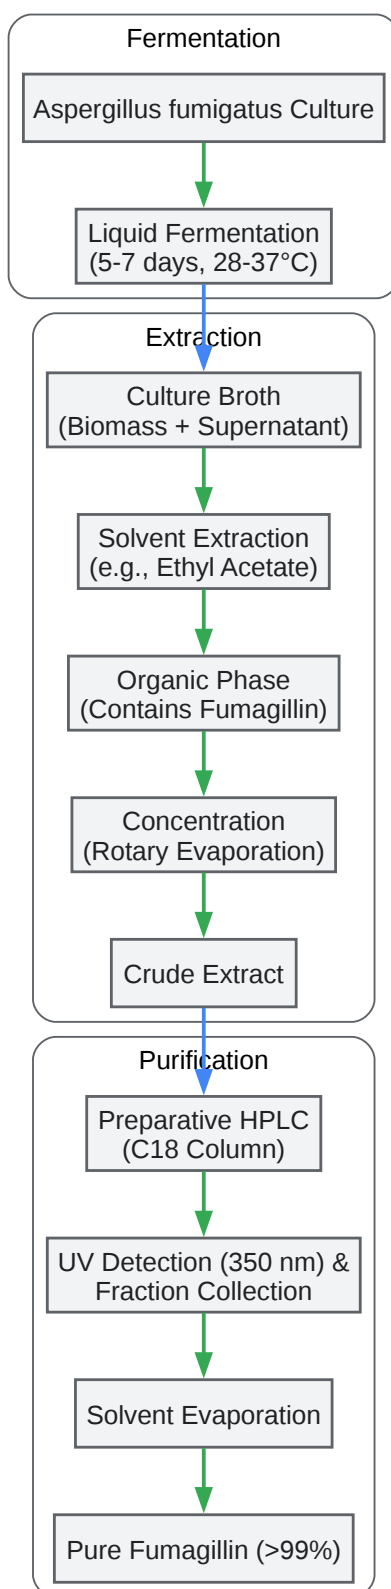 Fermentation
Aspergillus fumigatus Culture
Liquid Fermentation
(5-7 days, 28-37°C)
Extraction
Culture Broth
(Biomass + Supernatant)
Solvent Extraction
(e.g., Ethyl Acetate)
Organic Phase
(Contains Fumagillin)
Concentration
(Rotary Evaporation)
Crude Extract
Purification
Preparative HPLC
(C18 Column)
UV Detection (350 nm) &
Fraction Collection
Solvent Evaporation
Pure Fumagillin (>99%)